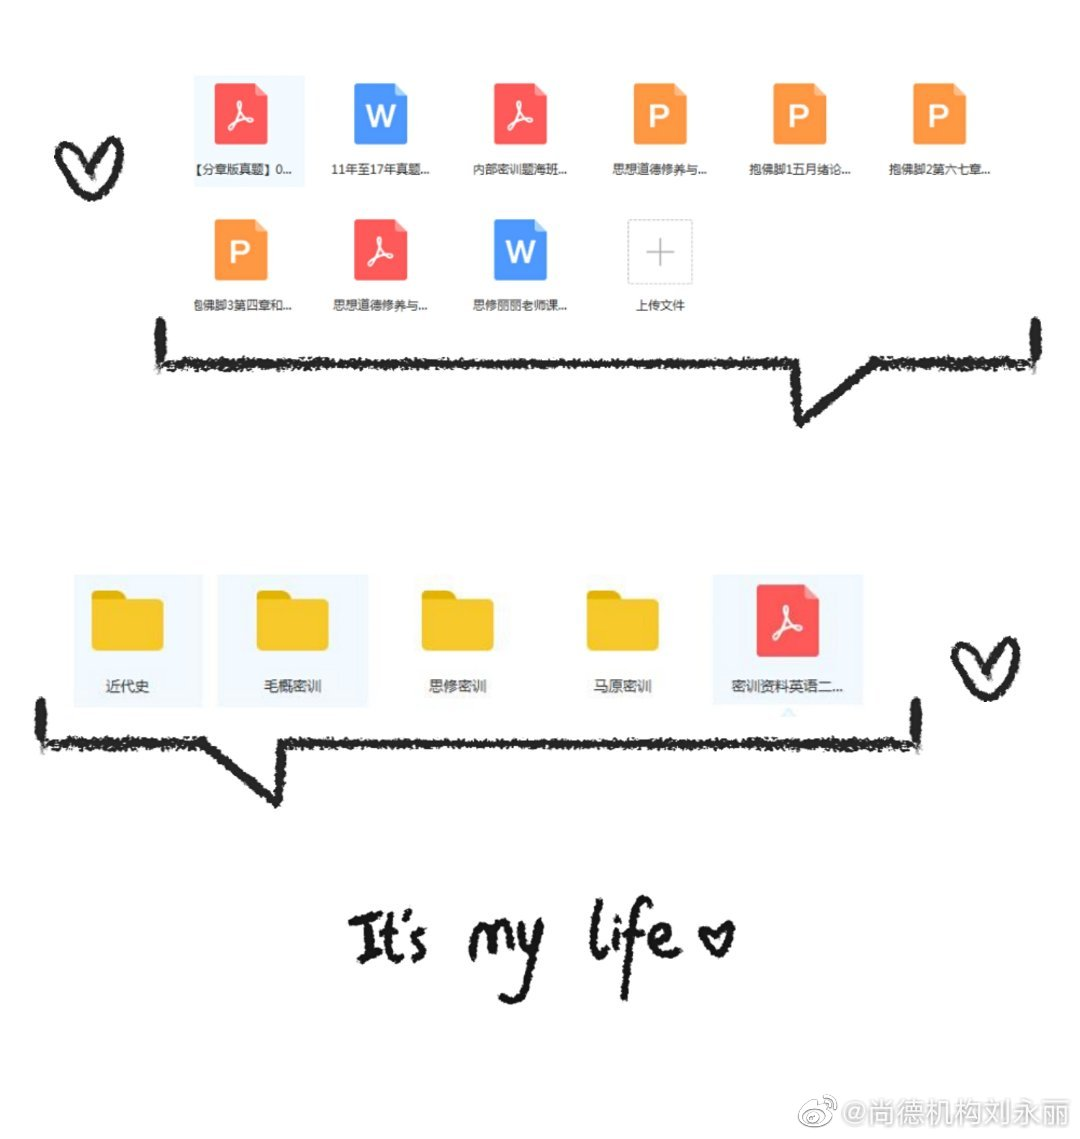 【分章版真题】0... 11年至17年真题... 内部密训题海班... 思想道德修养与... 抱佛脚1五月绪论... 抱佛脚2第六七章...
抱佛脚3第四章和... 思想道德修养与... 思修丽丽老师课... 上传文件
近代史 毛概密训 思修密训 马原密训 密训资料英语二...
It's my life
@尚德机构刘永丽